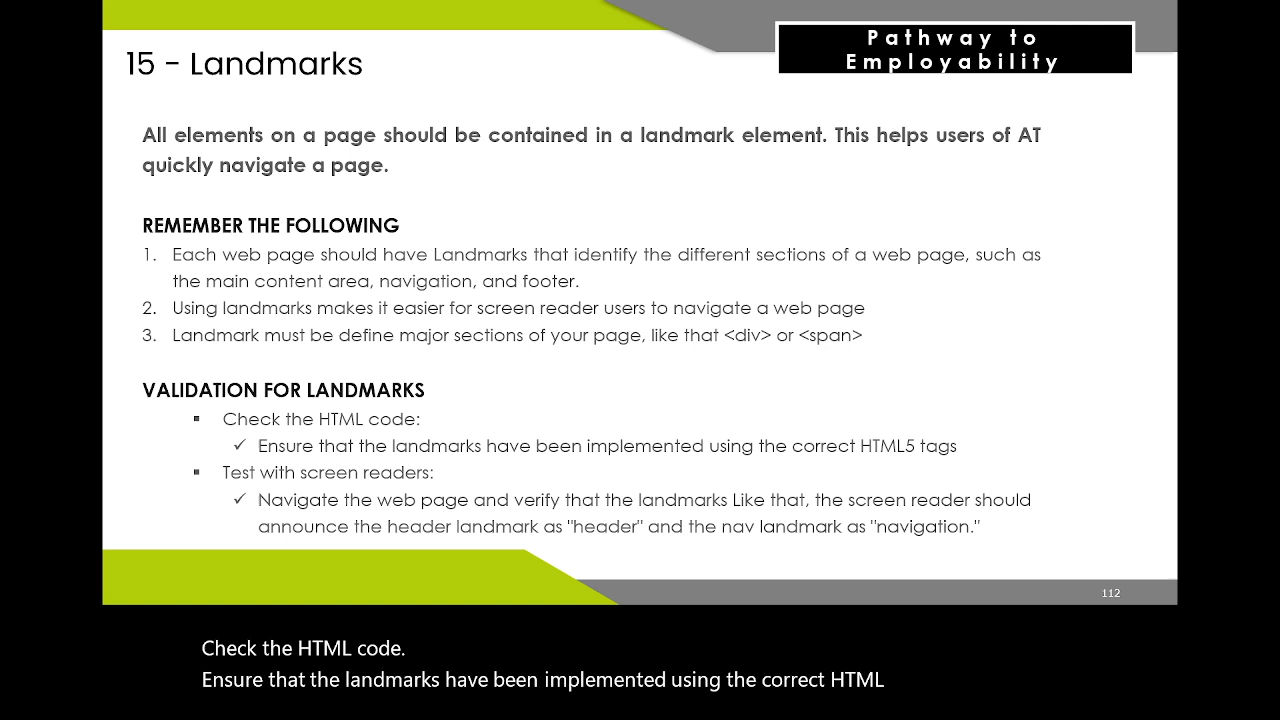 15 - Landmarks
Pathway to
Employability
All elements on a page should be contained in a landmark element. This helps users of AT
quickly navigate a page.
REMEMBER THE FOLLOWING
1. Each web page should have Landmarks that identify the different sections of a web page, such as
the main content area, navigation, and footer.
2. Using landmarks makes it easier for screen reader users to navigate a web page
3. Landmark must be define major sections of your page, like that <div> or <span>
VALIDATION FOR LANDMARKS
▪ Check the HTML code:
✓ Ensure that the landmarks have been implemented using the correct HTML5 tags
▪ Test with screen readers:
✓ Navigate the web page and verify that the landmarks Like that, the screen reader should
announce the header landmark as "header" and the nav landmark as "navigation."
112
Check the HTML code.
Ensure that the landmarks have been implemented using the correct HTML